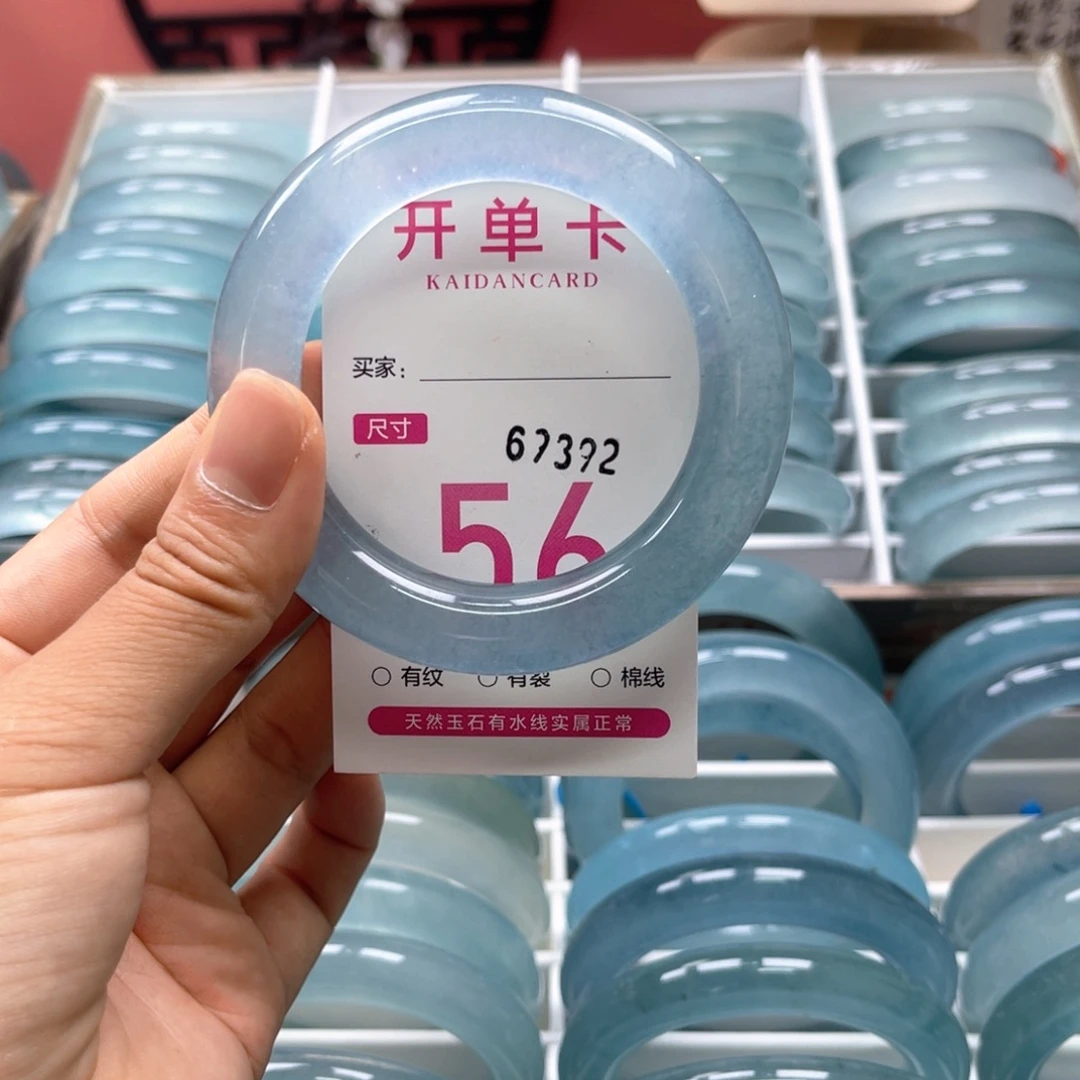 开单卡
KAIDANCARD
买家：
尺寸
67392
56
○ 有纹 ○ 有裂 ○ 棉线
天然玉石有水线实属正常